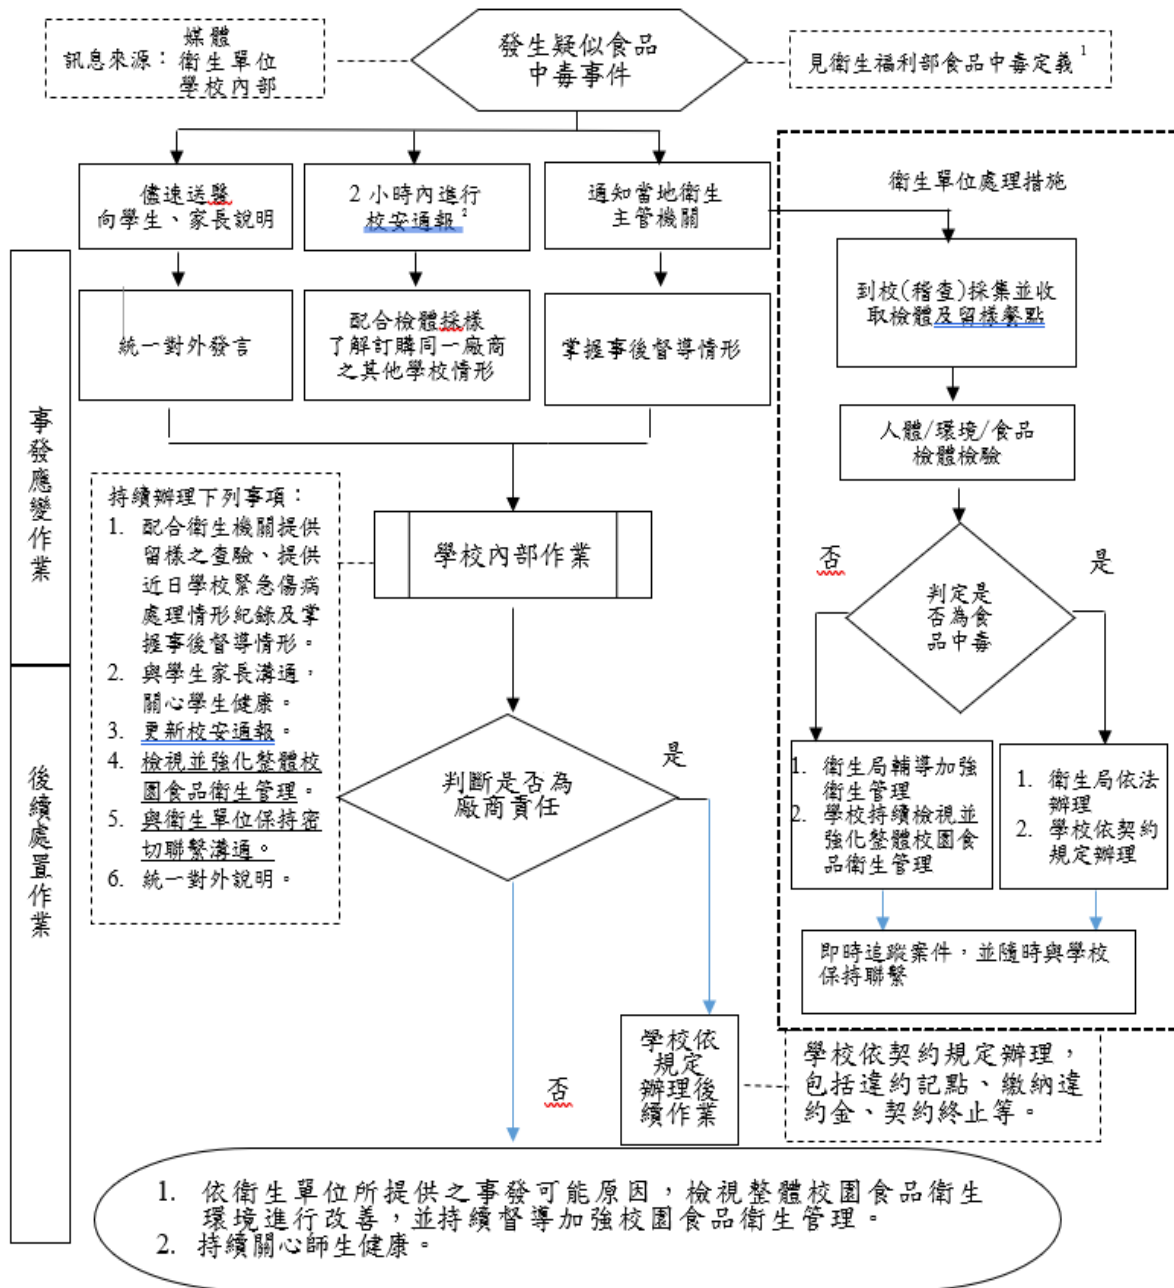 媒體
訊息來源：衛生單位
學校內部
發生疑似食品
中毒事件
見衛生福利部食品中毒定義1
儘速送醫
向學生、家長說明
2 小時內進行
校安通報2
通知當地衛生
主管機關
衛生單位處理措施
統一對外發言
配合檢體採樣
了解訂購同一廠商
之其他學校情形
掌握事後督導情形
到校(稽查)採集並收
取檢體及留樣餐點
人體/環境/食品
檢體檢驗
事發應變作業
持續辦理下列事項：
1. 配合衛生機關提供
留樣之查驗、提供
近日學校緊急傷病
處理情形紀錄及掌
握事後督導情形。
2. 與學生家長溝通，
關心學生健康。
3. 更新校安通報。
4. 檢視並強化整體校
園食品衛生管理。
5. 與衛生單位保持密
切聯繫溝通。
6. 統一對外說明。
學校內部作業
否
是
判定是
否為食
品中毒
後續處置作業
判斷是否為
廠商責任
是
1. 衛生局輔導加強
衛生管理
2. 學校持續檢視並
強化整體校園食
品衛生管理
1. 衛生局依法
辦理
2. 學校依契約
規定辦理
即時追蹤案件，並隨時與學校
保持聯繫
否
學校依
規定
辦理後
續作業
學校依契約規定辦理，
包括違約記點、繳納違
約金、契約終止等。
1. 依衛生單位所提供之事發可能原因，檢視整體校園食品衛生
環境進行改善，並持續督導加強校園食品衛生管理。
2. 持續關心師生健康。